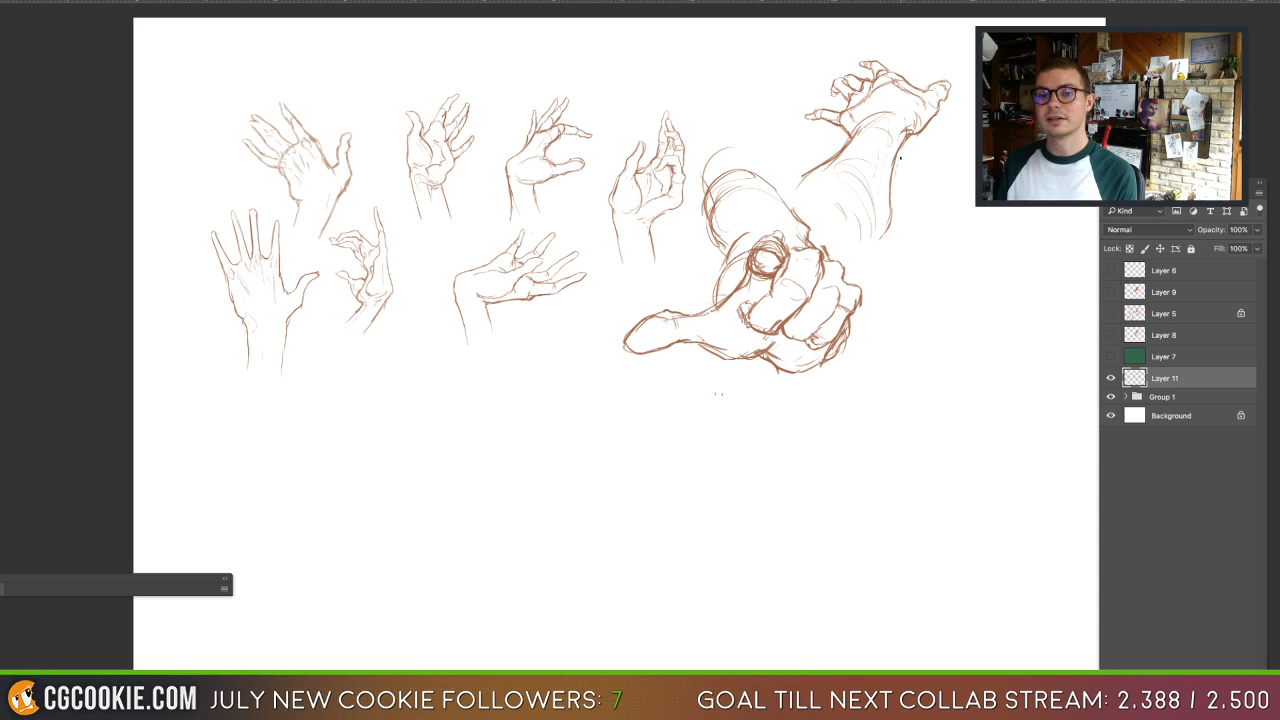 Kind
Normal
Opacity: 100%
Lock:
Fill: 100%
Layer 6
Layer 9
Layer 5
Layer 8
Layer 7
Layer 11
Group 1
Background
CGCOOKIE.COM JULY NEW COOKIE FOLLOWERS: 7 GOAL TILL NEXT COLLAB STREAM: 2.388 / 2.500